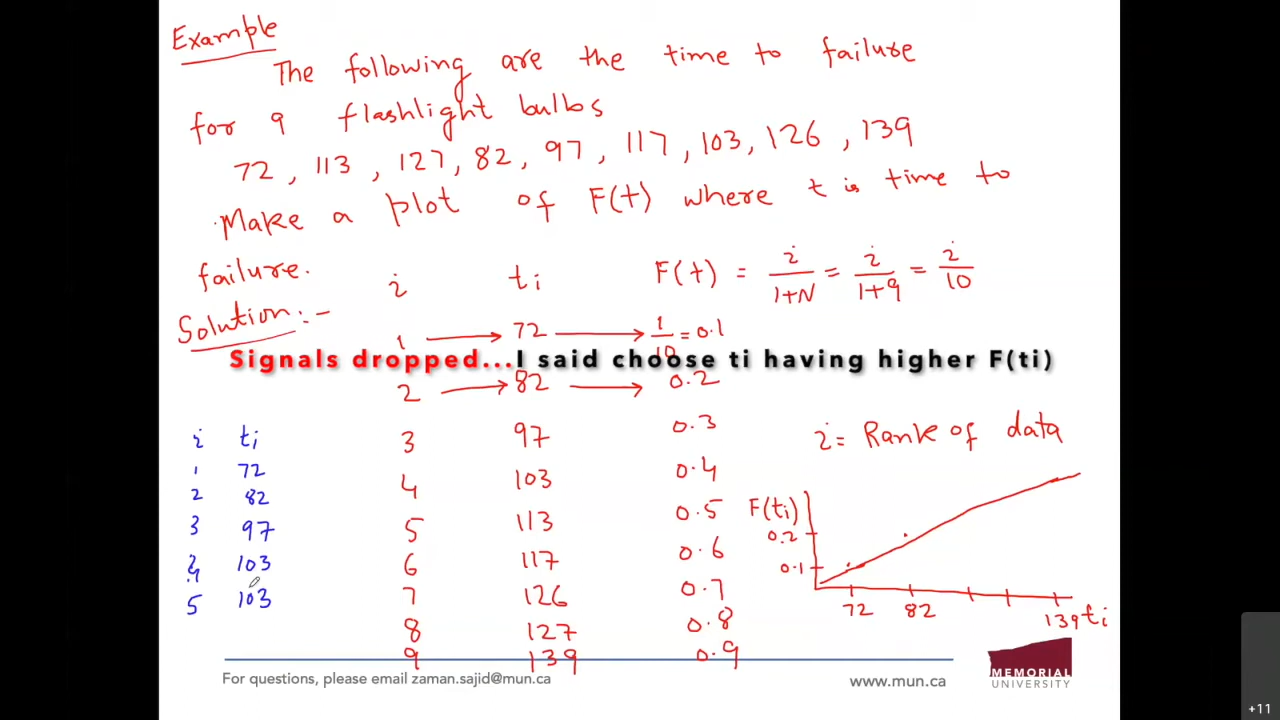 Example
The following are the time to failure
for 9 flashlight bulbs
72, 113, 127, 82, 97, 117, 103, 126, 139
Make a plot of F(t) where t is time to
failure.
Solution:-
i ti F(t) = i/1+N = i/1+9 = i/10
1 → 72 → 1/10 = 0.1
Signals dropped...I said choose ti having higher F(ti)
2 → 82 → 0.2
3 97 0.3
4 103 0.4
5 113 0.5
6 117 0.6
7 126 0.7
8 127 0.8
9 139 0.9
i ti
1 72
2 82
3 97
4 103
5 103
i = Rank of data
F(ti)
0.2
0.1
72 82 139 ti
For questions, please email zaman.sajid@mun.ca
www.mun.ca
MEMORIAL
UNIVERSITY
+11